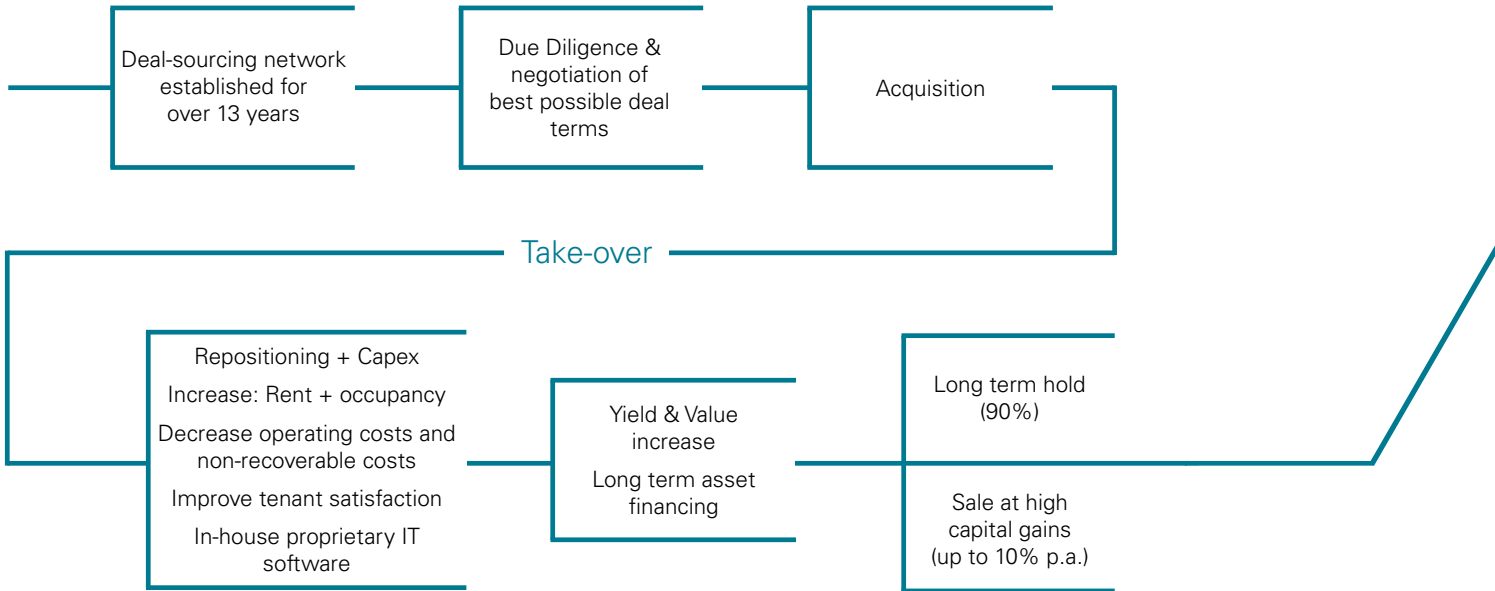 Deal-sourcing network
established for
over 13 years
Due Diligence &
negotiation of
best possible deal
terms
Acquisition
Take-over
Repositioning + Capex
Increase: Rent + occupancy
Decrease operating costs and
non-recoverable costs
Improve tenant satisfaction
In-house proprietary IT
software
Yield & Value
increase
Long term asset
financing
Long term hold
(90%)
Sale at high
capital gains
(up to 10% p.a.)